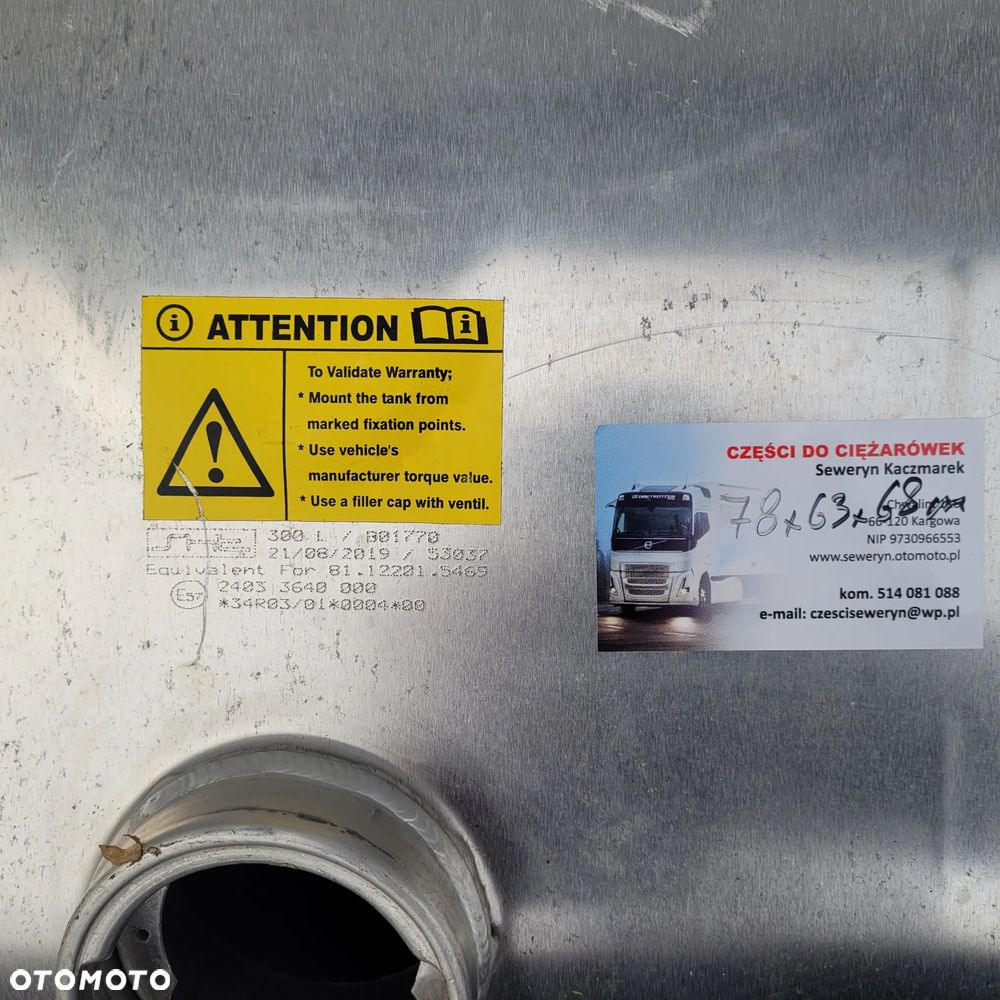 ATTENTION
To Validate Warranty;
* Mount the tank from
marked fixation points.
* Use vehicle's
manufacturer torque value.
* Use a filler cap with ventil.
300 L / B01770
21/08/2019 / 53037
Equivalent For 81.12201.5469
E57
2403 3640 000
*34R03/01*0004*00
CZĘŚCI DO CIĘŻARÓWEK
Seweryn Kaczmarek
78x63x68
66-120 Kargowa
NIP 9730966553
www.seweryn.otomoto.pl
kom. 514 081 088
e-mail: czesciseweryn@wp.pl
OTOMOTO